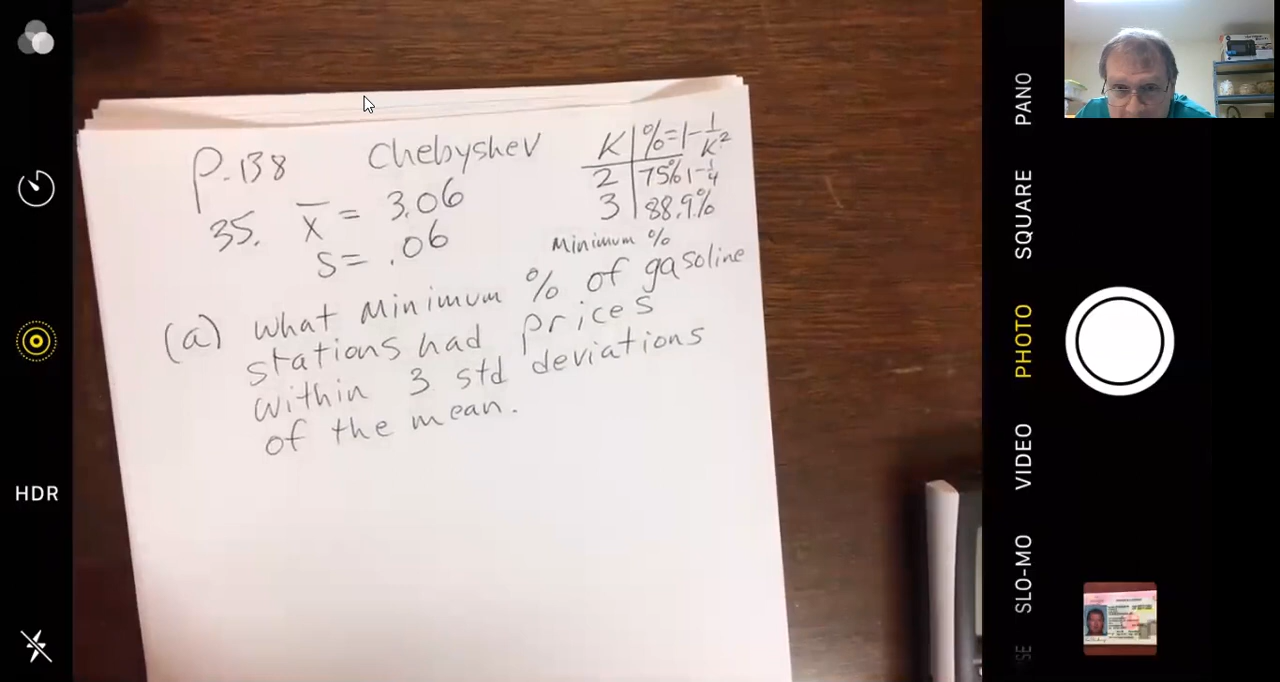 P.138 Chebyshev
K %=1-1/K²
2 75% 1-1/4
3 88.9%
Minimum %
35. x̄ = 3.06
s= .06
(a) What Minimum % of gasoline
stations had prices
within 3 std deviations
of the mean.
HDR
PANO
SQUARE
PHOTO
VIDEO
SLO-MO
SE